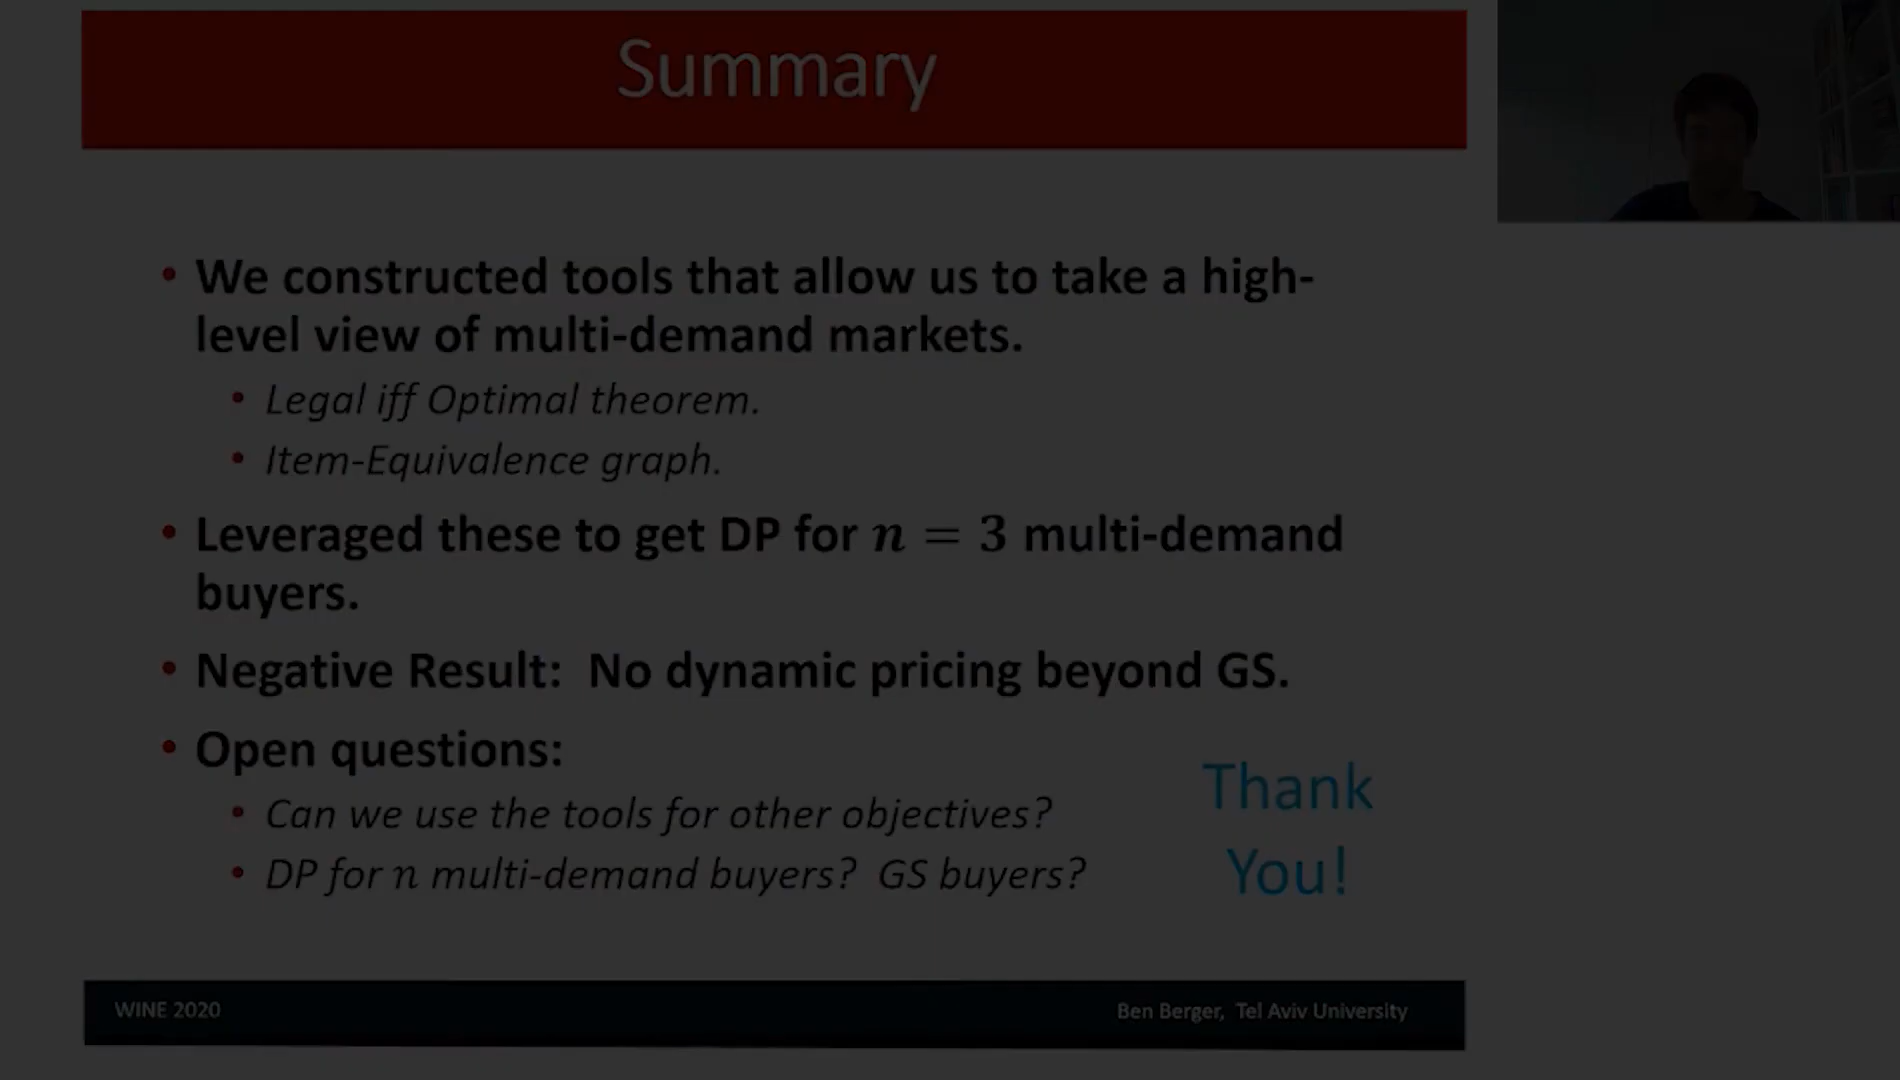 Summary
• We constructed tools that allow us to take a high-
level view of multi-demand markets.
• Legal iff Optimal theorem.
• Item-Equivalence graph.
• Leveraged these to get DP for n = 3 multi-demand
buyers.
• Negative Result: No dynamic pricing beyond GS.
• Open questions:
• Can we use the tools for other objectives?
• DP for n multi-demand buyers? GS buyers?
Thank
You!
WINE 2020
Ben Berger, Tel Aviv University